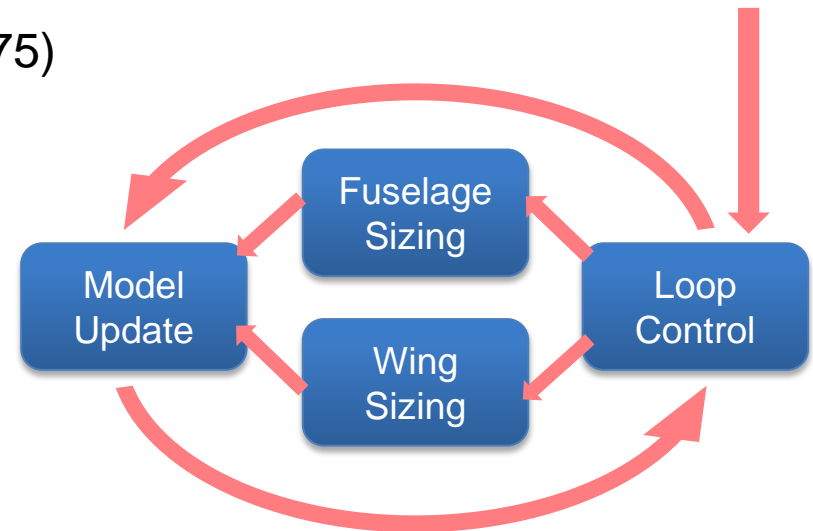 75)
Fuselage
Sizing
Model
Update
Loop
Control
Wing
Sizing